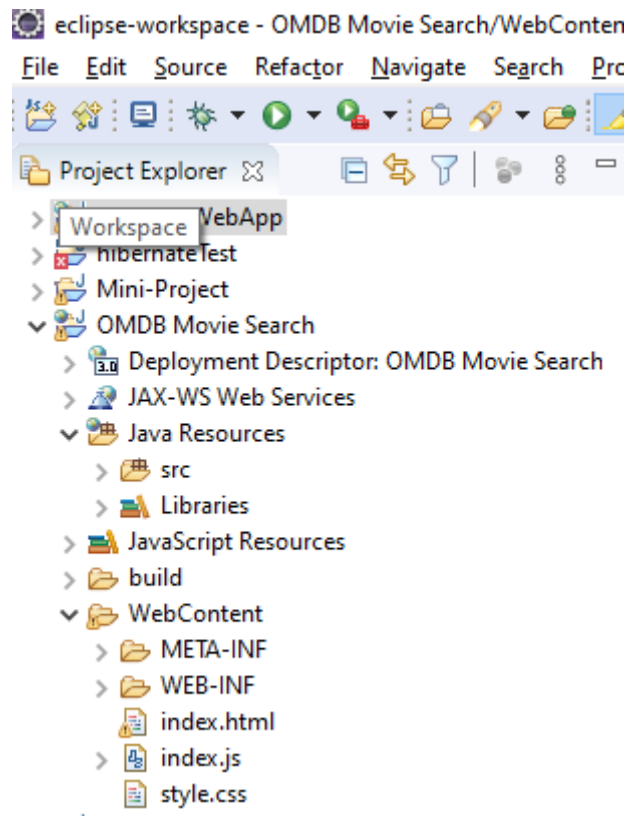 eclipse-workspace - OMDB Movie Search/WebConten
File Edit Source Refactor Navigate Search Pro
Project Explorer
WebApp
Workspace
hibernateTest
Mini-Project
OMDB Movie Search
3.0 Deployment Descriptor: OMDB Movie Search
JAX-WS Web Services
Java Resources
src
Libraries
JavaScript Resources
build
WebContent
META-INF
WEB-INF
index.html
index.js
style.css